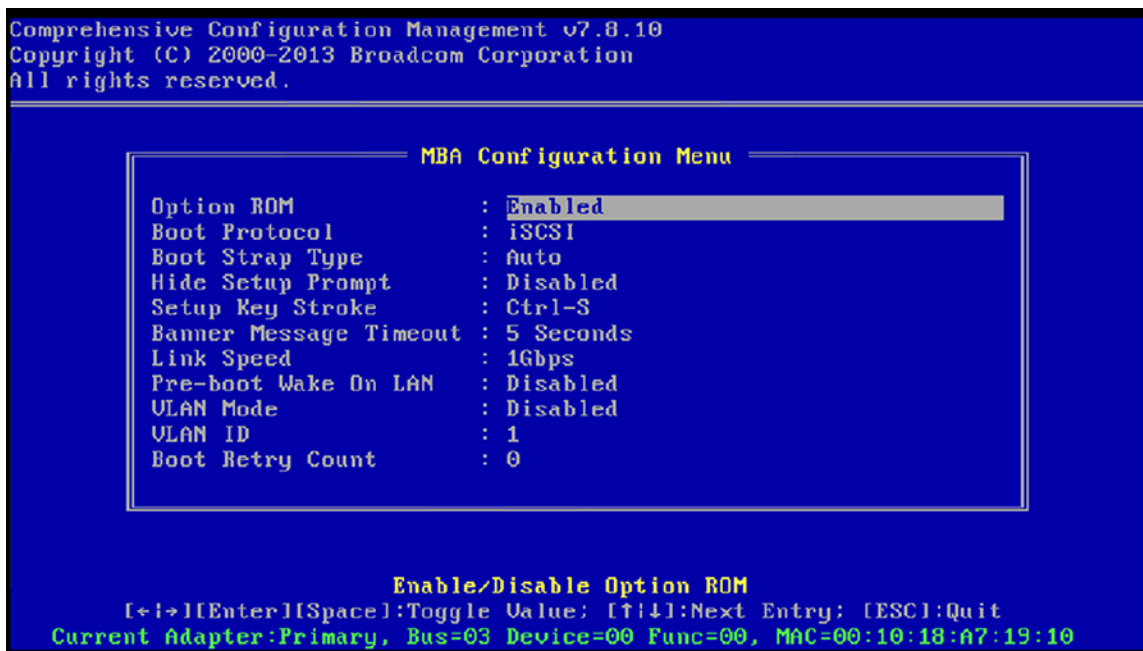 Comprehensive Configuration Management v7.8.10
Copyright (C) 2000-2013 Broadcom Corporation
All rights reserved.
MBA Configuration Menu
Option ROM : Enabled
Boot Protocol : iSCSI
Boot Strap Type : Auto
Hide Setup Prompt : Disabled
Setup Key Stroke : Ctrl-S
Banner Message Timeout : 5 Seconds
Link Speed : 1Gbps
Pre-boot Wake On LAN : Disabled
VLAN Mode : Disabled
VLAN ID : 1
Boot Retry Count : 0
Enable/Disable Option ROM
[←|→][Enter][Space]:Toggle Value; [↑|↓]:Next Entry; [ESC]:Quit
Current Adapter:Primary, Bus=03 Device=00 Func=00, MAC=00:10:18:A7:19:10